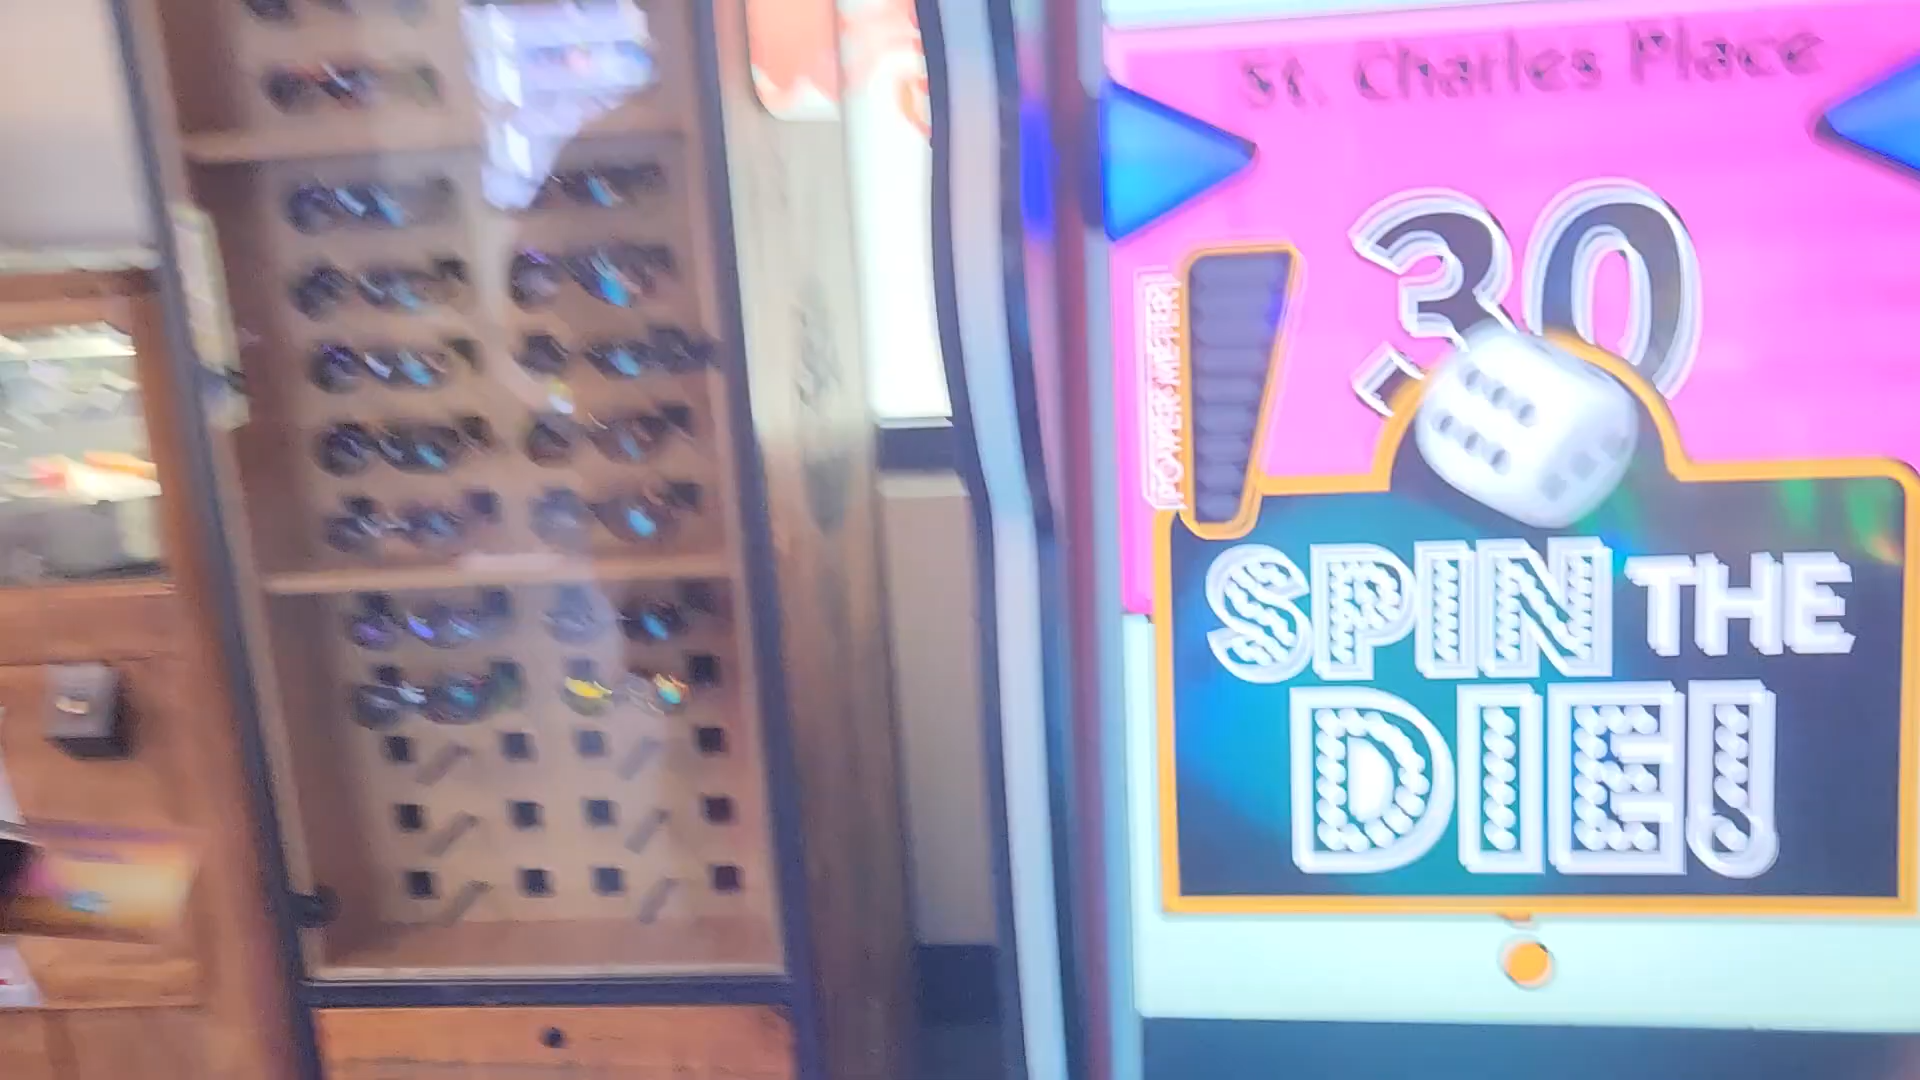 St. Charles Place
30
POWER METER
SPIN THE
DIE!